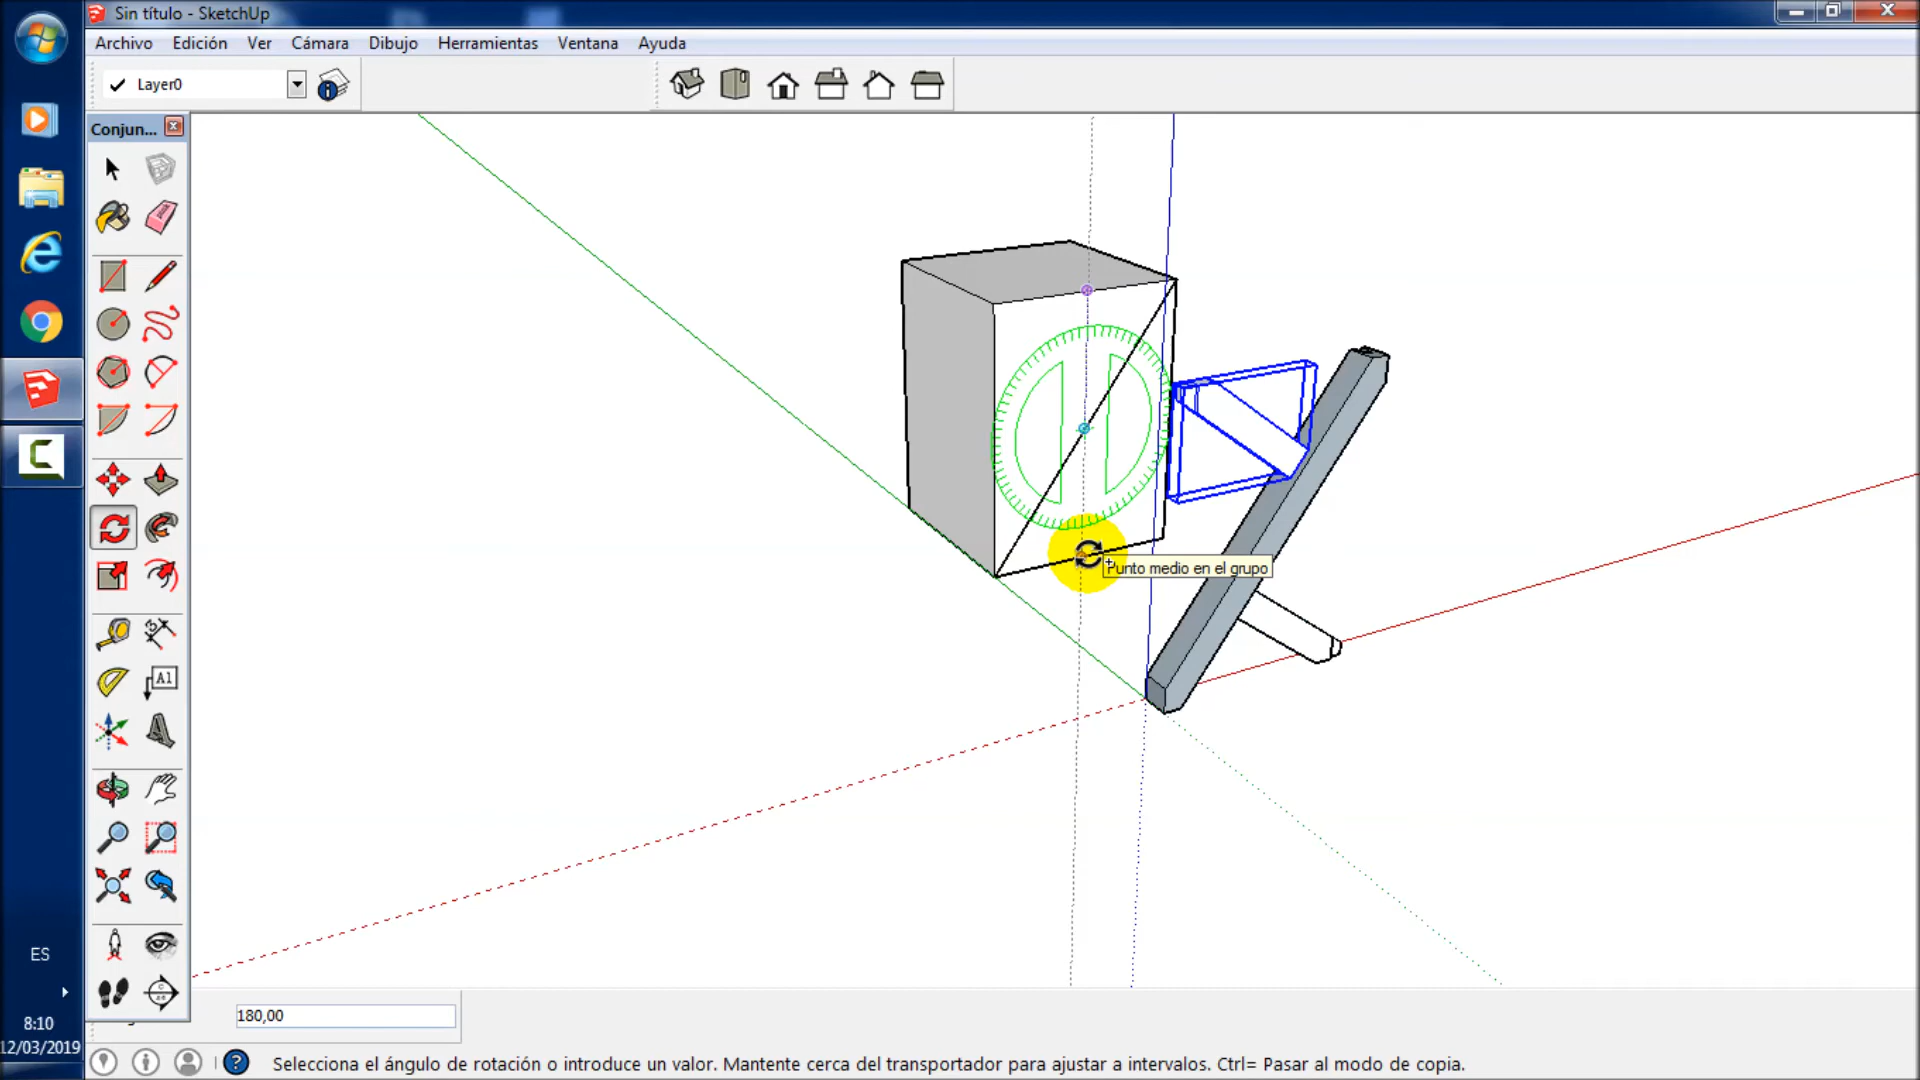 Sin título - SketchUp
Archivo Edición Ver Cámara Dibujo Herramientas Ventana Ayuda
Layer0
Conjun...
A1
Punto medio en el grupo
ES
180,00
8:10
12/03/2019
Selecciona el ángulo de rotación o introduce un valor. Mantente cerca del transportador para ajustar a intervalos. Ctrl= Pasar al modo de copia.